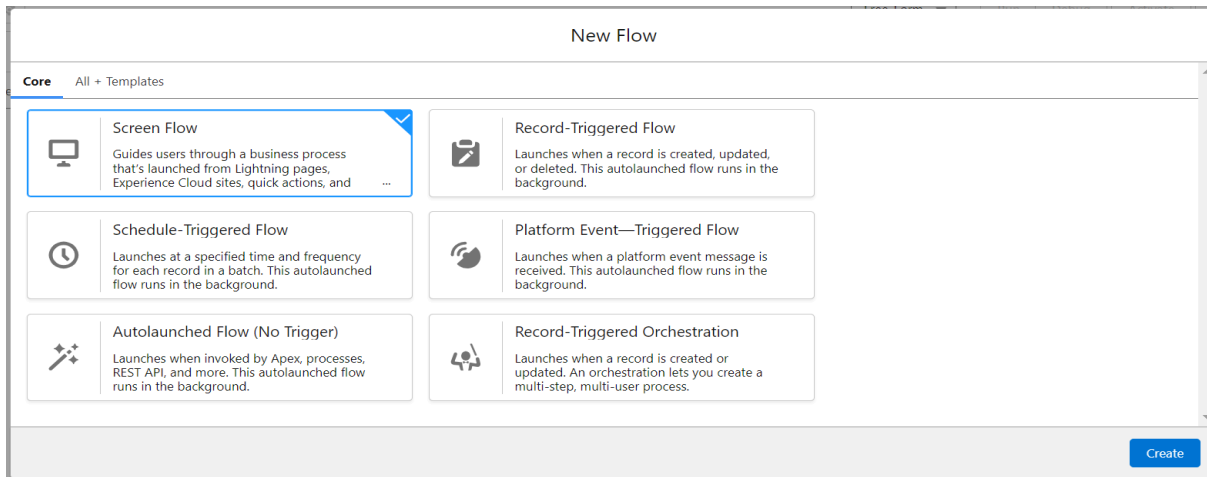 New Flow
Core All + Templates
Screen Flow
Guides users through a business process
that's launched from Lightning pages,
Experience Cloud sites, quick actions, and ...
Record-Triggered Flow
Launches when a record is created, updated,
or deleted. This autolaunched flow runs in the
background.
Schedule-Triggered Flow
Launches at a specified time and frequency
for each record in a batch. This autolaunched
flow runs in the background.
Platform Event—Triggered Flow
Launches when a platform event message is
received. This autolaunched flow runs in the
background.
Autolaunched Flow (No Trigger)
Launches when invoked by Apex, processes,
REST API, and more. This autolaunched flow
runs in the background.
Record-Triggered Orchestration
Launches when a record is created or
updated. An orchestration lets you create a
multi-step, multi-user process.
Create